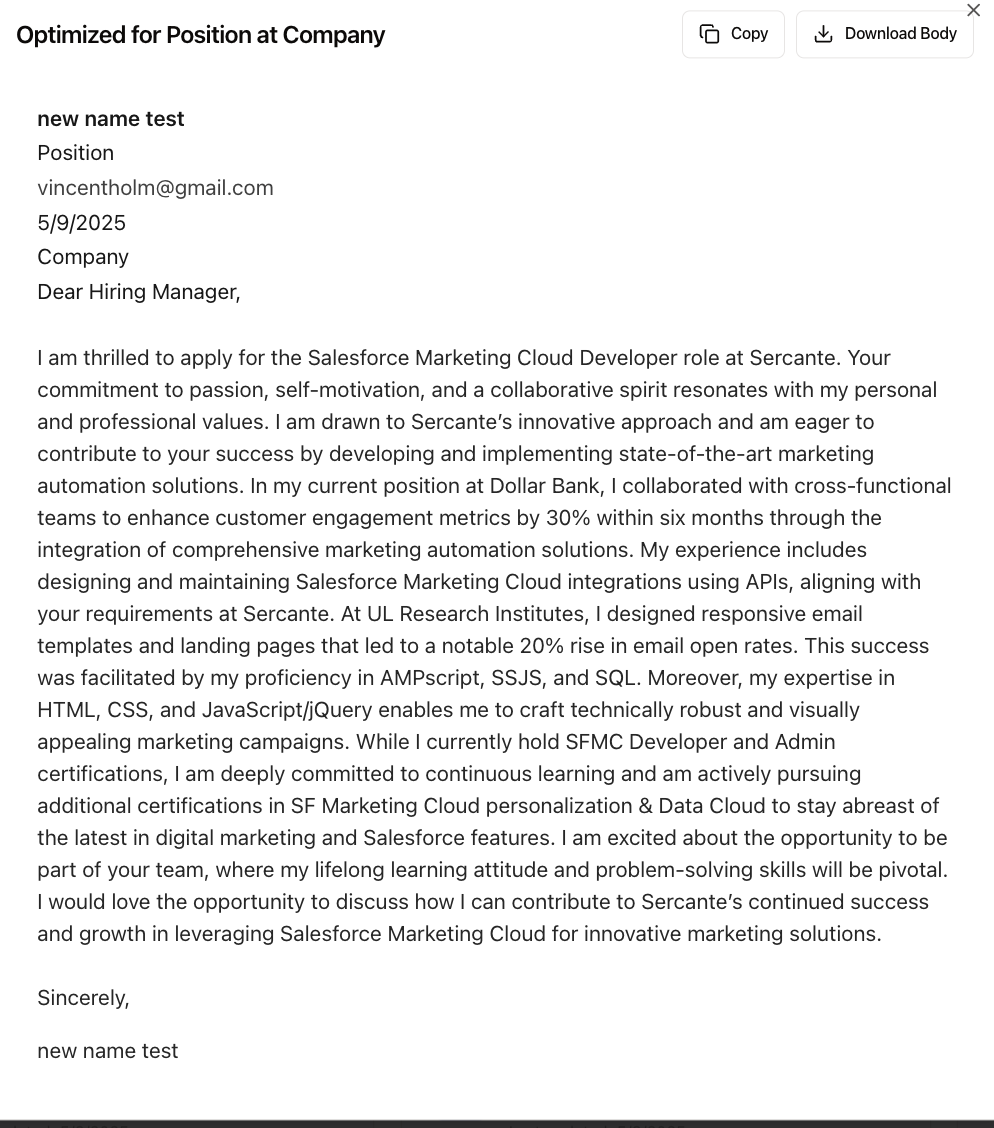 Optimized for Position at Company
Copy
Download Body
new name test
Position
vincentholm@gmail.com
5/9/2025
Company
Dear Hiring Manager,
I am thrilled to apply for the Salesforce Marketing Cloud Developer role at Sercante. Your
commitment to passion, self-motivation, and a collaborative spirit resonates with my personal
and professional values. I am drawn to Sercante’s innovative approach and am eager to
contribute to your success by developing and implementing state-of-the-art marketing
automation solutions. In my current position at Dollar Bank, I collaborated with cross-functional
teams to enhance customer engagement metrics by 30% within six months through the
integration of comprehensive marketing automation solutions. My experience includes
designing and maintaining Salesforce Marketing Cloud integrations using APIs, aligning with
your requirements at Sercante. At UL Research Institutes, I designed responsive email
templates and landing pages that led to a notable 20% rise in email open rates. This success
was facilitated by my proficiency in AMPscript, SSJS, and SQL. Moreover, my expertise in
HTML, CSS, and JavaScript/jQuery enables me to craft technically robust and visually
appealing marketing campaigns. While I currently hold SFMC Developer and Admin
certifications, I am deeply committed to continuous learning and am actively pursuing
additional certifications in SF Marketing Cloud personalization & Data Cloud to stay abreast of
the latest in digital marketing and Salesforce features. I am excited about the opportunity to be
part of your team, where my lifelong learning attitude and problem-solving skills will be pivotal.
I would love the opportunity to discuss how I can contribute to Sercante’s continued success
and growth in leveraging Salesforce Marketing Cloud for innovative marketing solutions.
Sincerely,
new name test